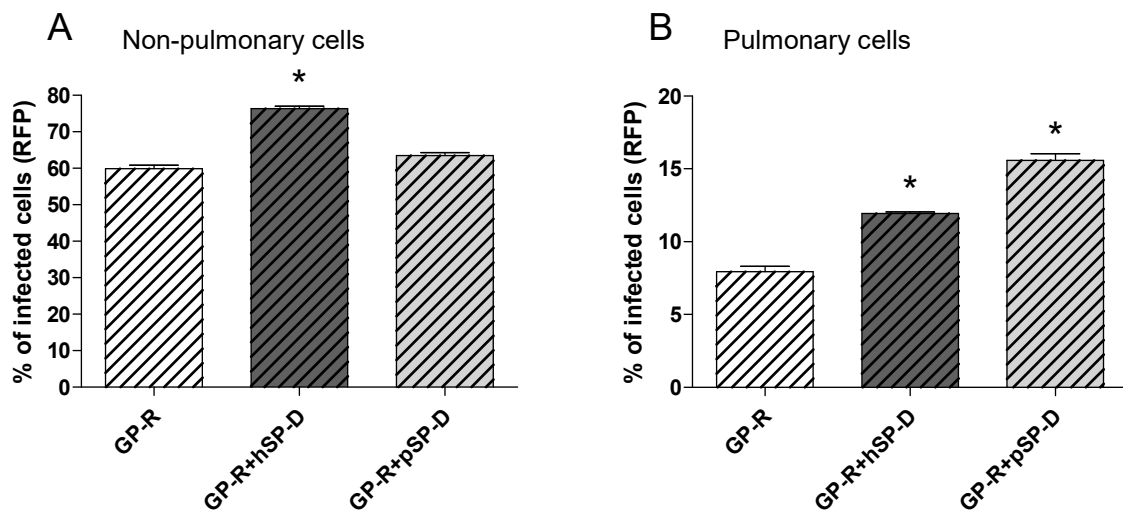 A
Non-pulmonary cells
*
% of infected cells (RFP)
80
70
60
50
40
30
20
10
0
GP-R
GP-R+hSP-D
GP-R+pSP-D
B
Pulmonary cells
*
*
% of infected cells (RFP)
20
15
10
5
0
GP-R
GP-R+hSP-D
GP-R+pSP-D